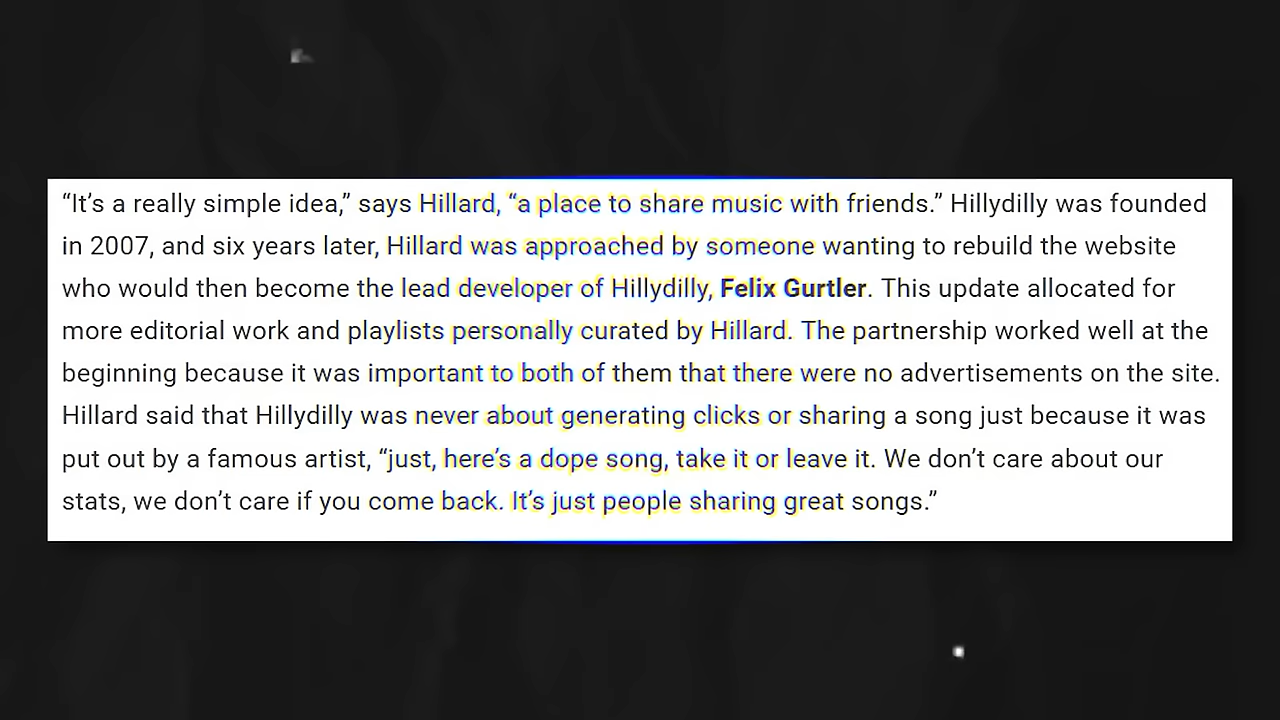 “It’s a really simple idea,” says Hillard, “a place to share music with friends.” Hillydilly was founded
in 2007, and six years later, Hillard was approached by someone wanting to rebuild the website
who would then become the lead developer of Hillydilly, Felix Gurtler. This update allocated for
more editorial work and playlists personally curated by Hillard. The partnership worked well at the
beginning because it was important to both of them that there were no advertisements on the site.
Hillard said that Hillydilly was never about generating clicks or sharing a song just because it was
put out by a famous artist, “just, here’s a dope song, take it or leave it. We don’t care about our
stats, we don’t care if you come back. It’s just people sharing great songs.”